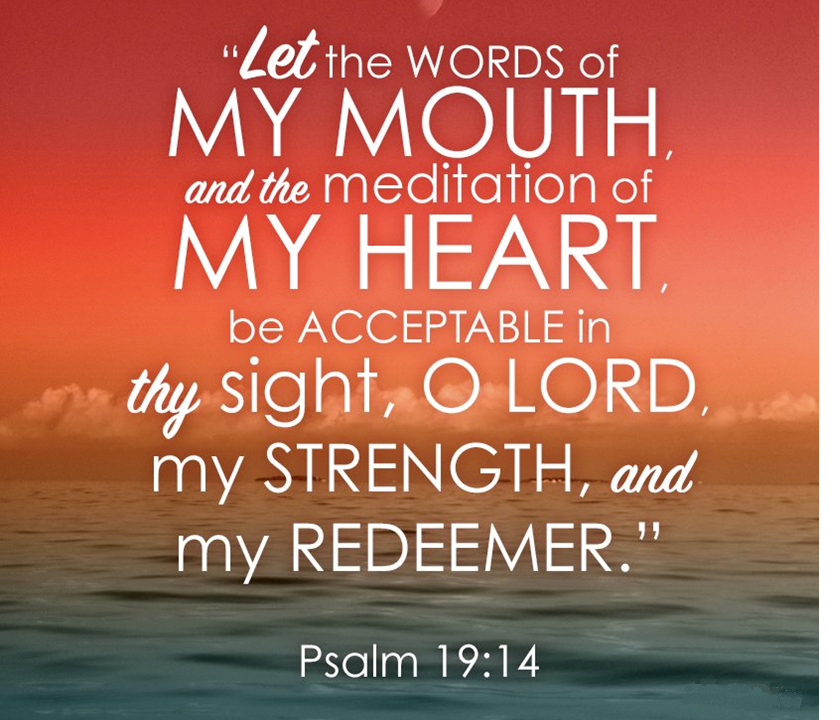 “Let the WORDS of
MY MOUTH,
and the meditation of
MY HEART,
be ACCEPTABLE in
thy sight, O LORD,
my STRENGTH, and
my REDEEMER.”
Psalm 19:14